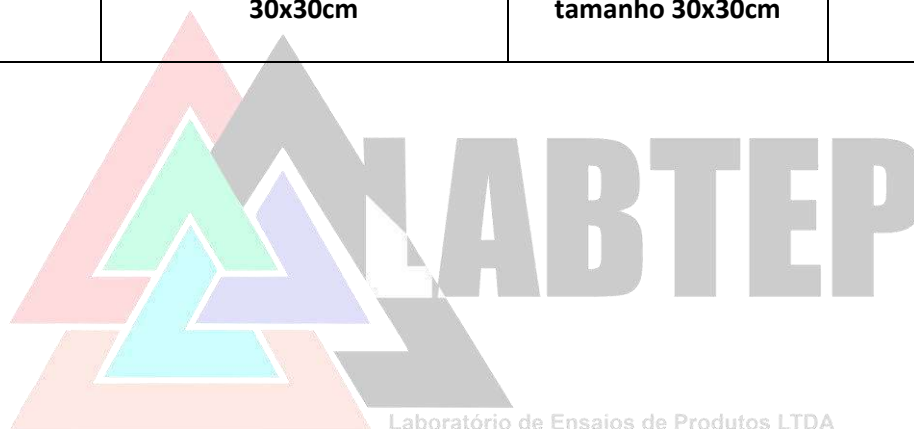 30x30cm
tamanho 30x30cm
LABTEP
Laboratório de Ensaios de Produtos LTDA